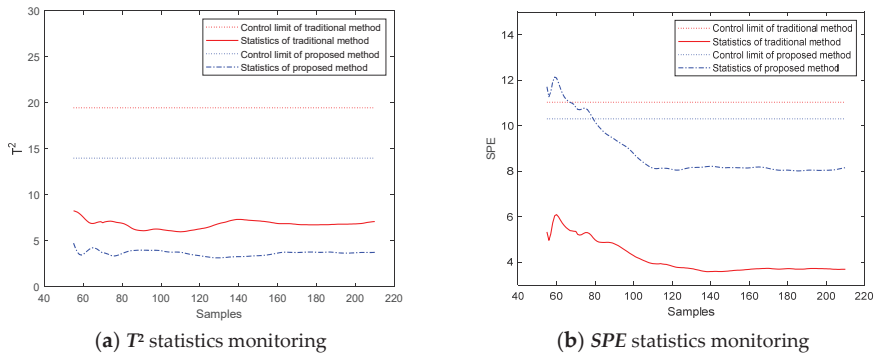 30
25
20
15
10
5
0
T²
Control limit of traditional method
Statistics of traditional method
Control limit of proposed method
Statistics of proposed method
40 60 80 100 120 140 160 180 200 220
Samples
(a) T² statistics monitoring
14
12
10
8
6
4
SPE
Control limit of traditional method
Statistics of traditional method
Control limit of proposed method
Statistics of proposed method
40 60 80 100 120 140 160 180 200 220
Samples
(b) SPE statistics monitoring